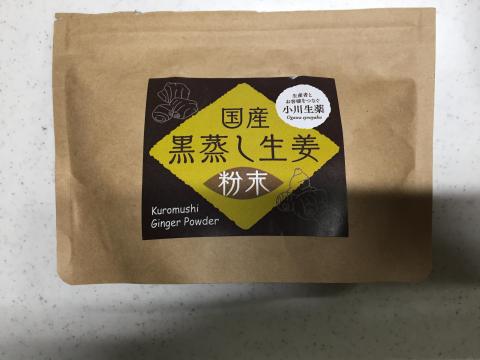 生産者と
お客様をつなぐ
小川生薬
Ogawa syouyaku
国産
黒蒸し生姜
粉末
Kuromushi
Ginger Powder